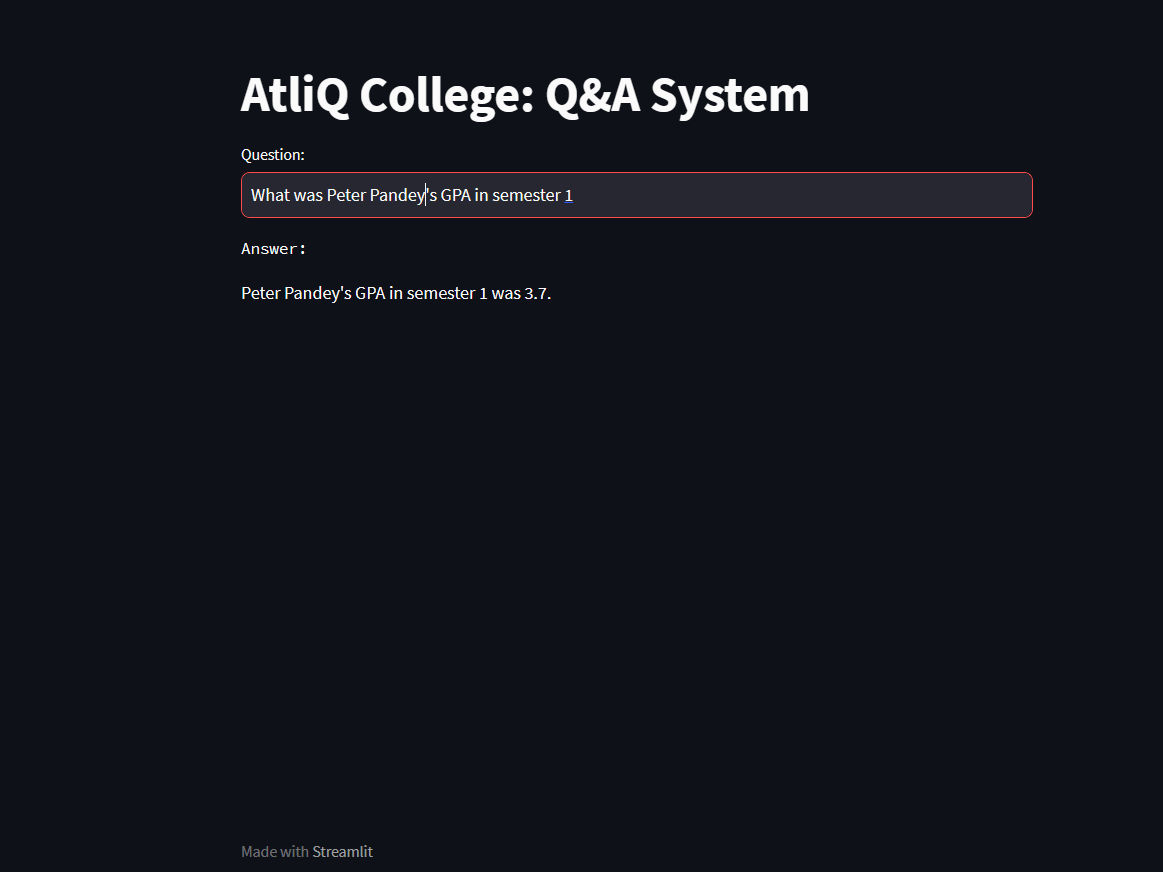 AtliQ College: Q&A System
Question:
What was Peter Pandey's GPA in semester 1
Answer:
Peter Pandey's GPA in semester 1 was 3.7.
Made with Streamlit